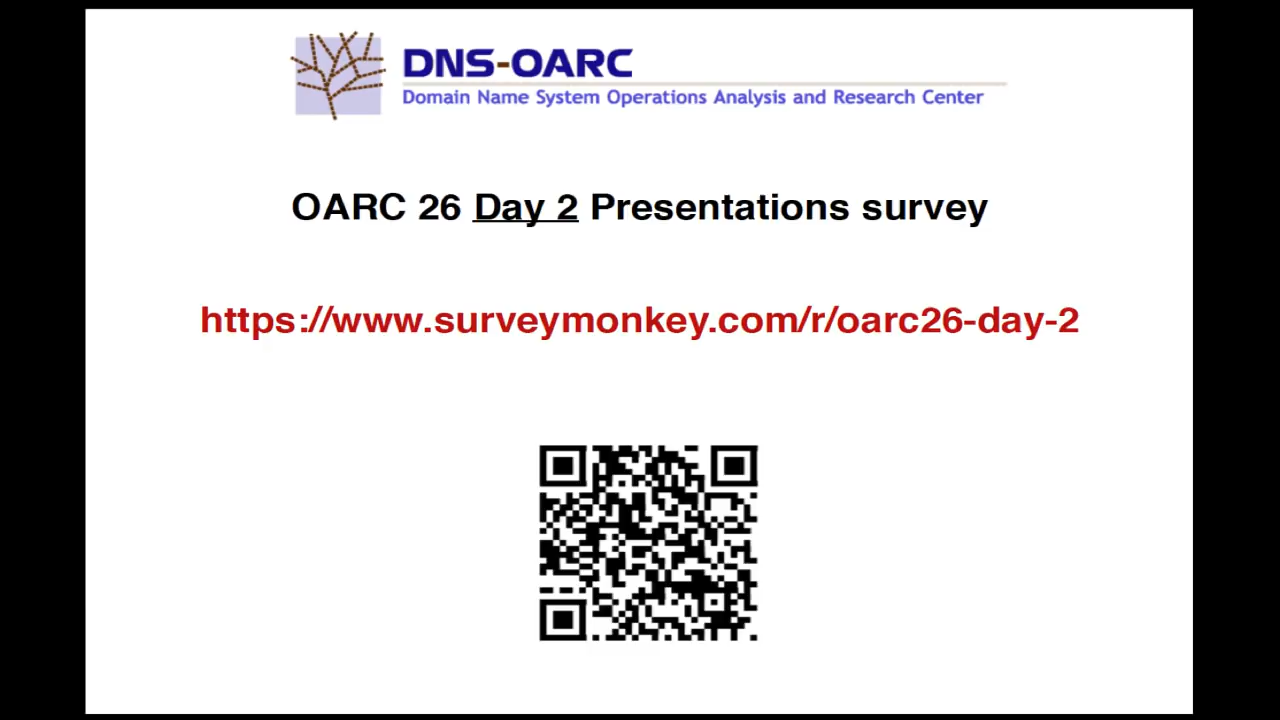 DNS-OARC
Domain Name System Operations Analysis and Research Center
OARC 26 Day 2 Presentations survey
https://www.surveymonkey.com/r/oarc26-day-2